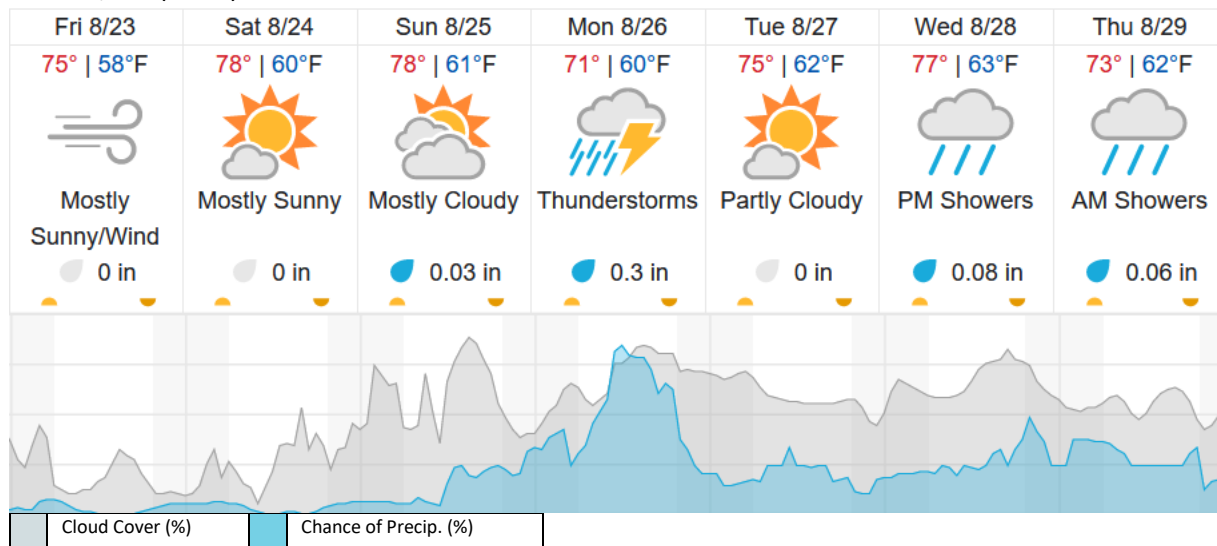 Fri 8/23 Sat 8/24 Sun 8/25 Mon 8/26 Tue 8/27 Wed 8/28 Thu 8/29
75° | 58°F 78° | 60°F 78° | 61°F 71° | 60°F 75° | 62°F 77° | 63°F 73° | 62°F
Mostly Mostly Sunny Mostly Cloudy Thunderstorms Partly Cloudy PM Showers AM Showers
Sunny/Wind
0 in 0 in 0.03 in 0.3 in 0 in 0.08 in 0.06 in
Cloud Cover (%) Chance of Precip. (%)